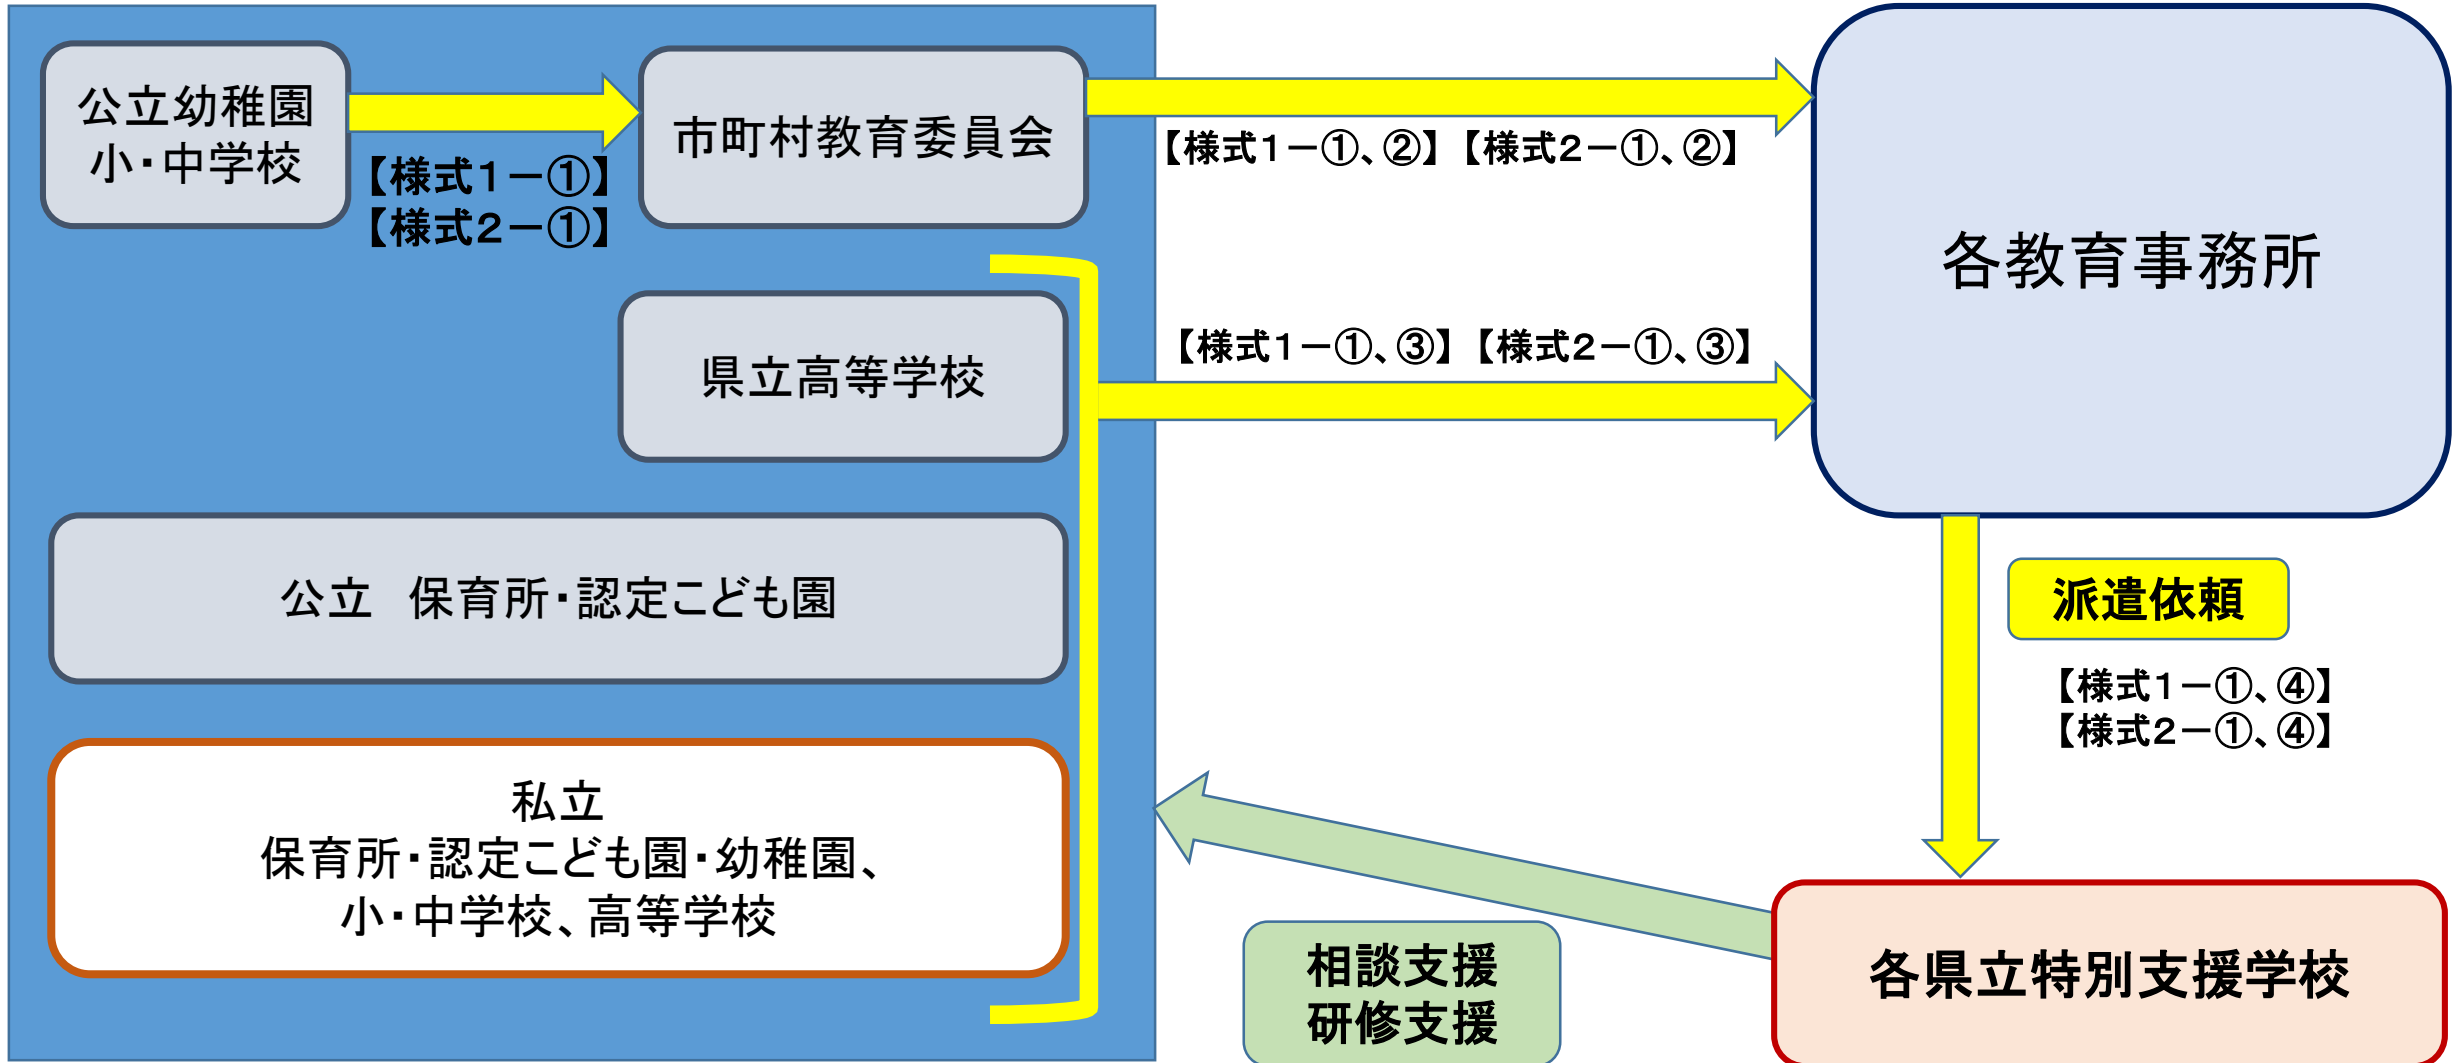 公立幼稚園
小・中学校
【様式1－①】
【様式2－①】
市町村教育委員会
【様式1－①、②】【様式2－①、②】
各教育事務所
県立高等学校
【様式1－①、③】【様式2－①、③】
公立　保育所・認定こども園
派遣依頼
【様式1－①、④】
【様式2－①、④】
私立
保育所・認定こども園・幼稚園、
小・中学校、高等学校
相談支援
研修支援
各県立特別支援学校